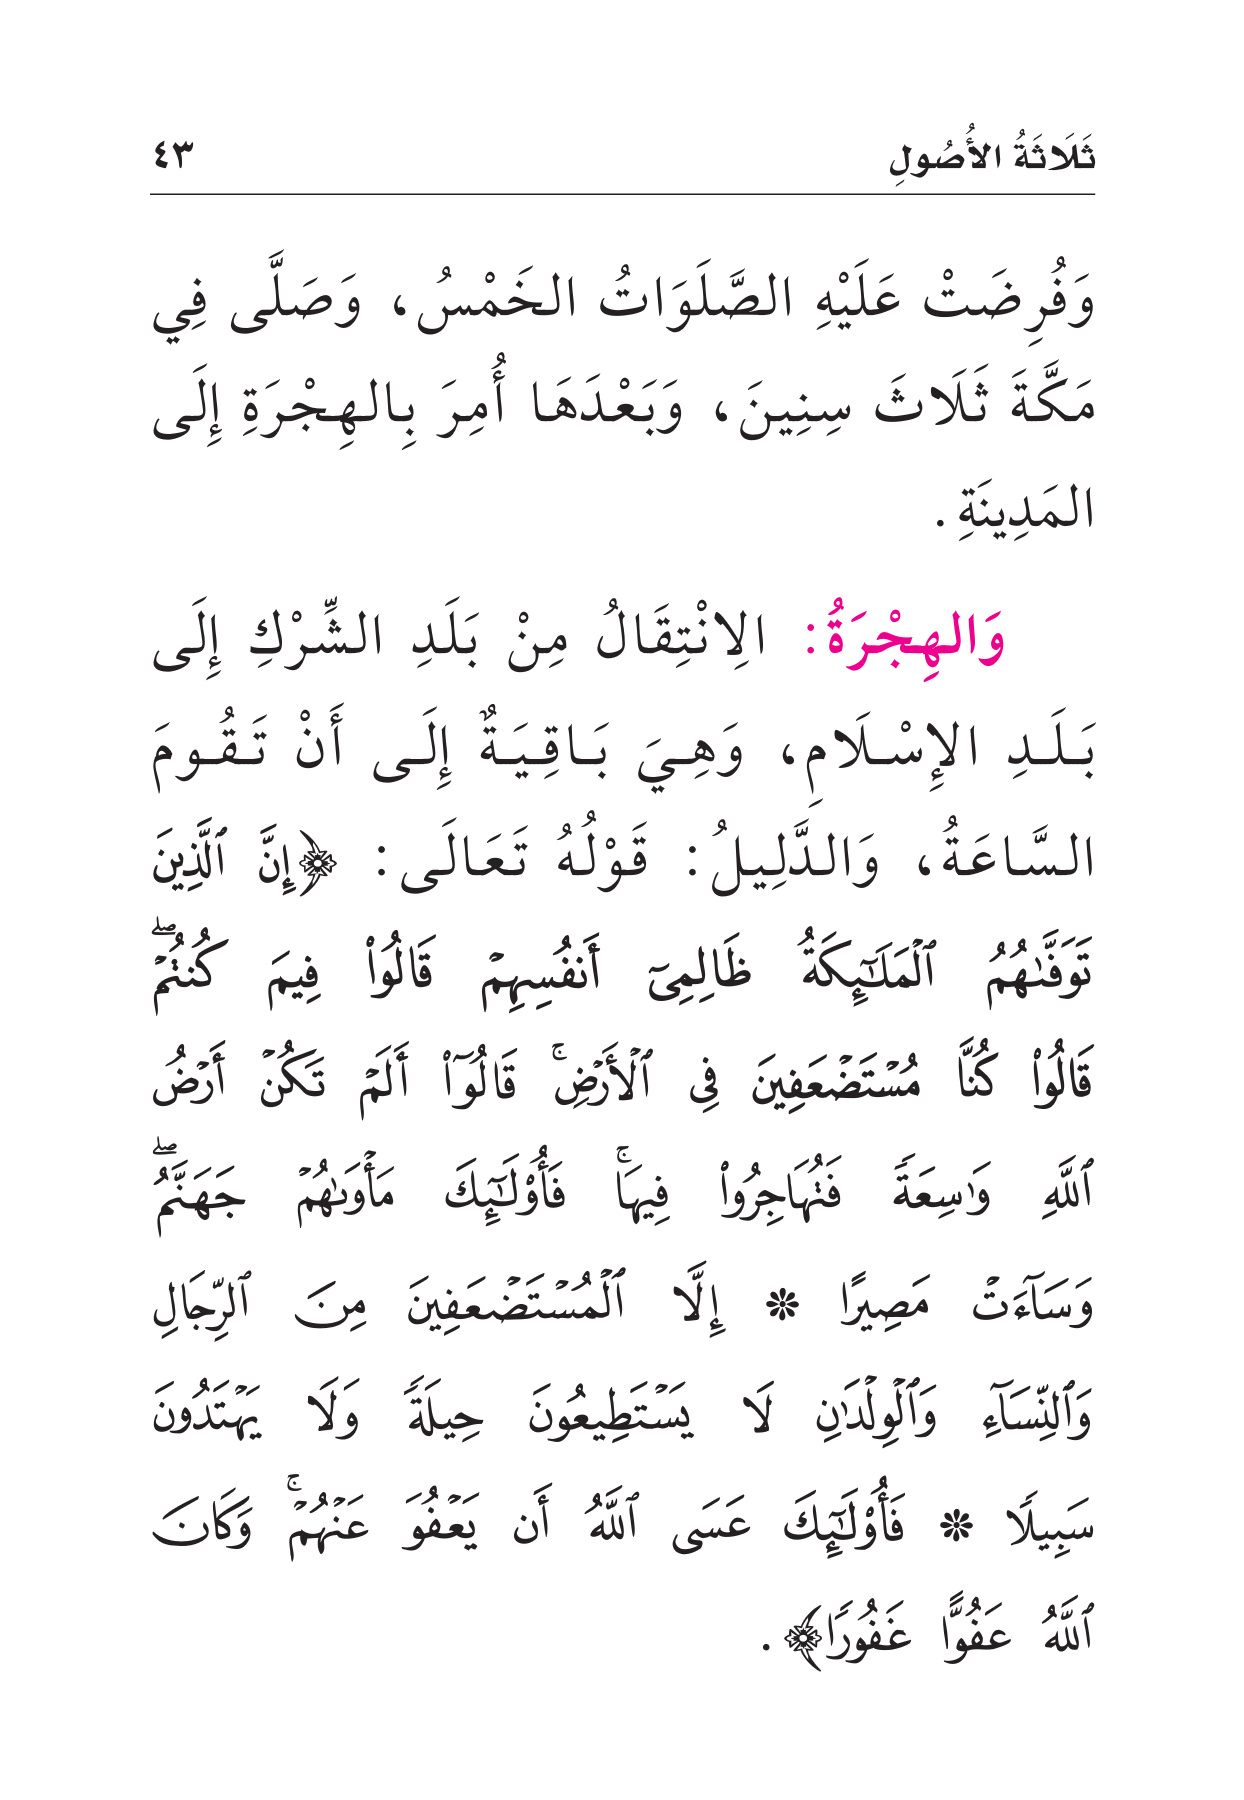 ثَلَاثَةُ الأُصُولِ ٤٣
وَفُرِضَتْ عَلَيْهِ الصَّلَوَاتُ الخَمْسُ، وَصَلَّى فِي
مَكَّةَ ثَلَاثَ سِنِينَ، وَبَعْدَهَا أُمِرَ بِالهِجْرَةِ إِلَى
المَدِينَةِ.
وَالهِجْرَةُ: الِانْتِقَالُ مِنْ بَلَدِ الشِّرْكِ إِلَى
بَلَدِ الإِسْلَامِ، وَهِيَ بَاقِيَةٌ إِلَى أَنْ تَقُومَ
السَّاعَةُ، وَالدَّلِيلُ: قَوْلُهُ تَعَالَى: ﴿إِنَّ ٱلَّذِينَ
تَوَفَّىٰهُمُ ٱلْمَلَٰٓئِكَةُ ظَالِمِىٓ أَنفُسِهِمْ قَالُوا۟ فِيمَ كُنتُمْ ۖ
قَالُوا۟ كُنَّا مُسْتَضْعَفِينَ فِى ٱلْأَرْضِ ۚ قَالُوٓا۟ أَلَمْ تَكُنْ أَرْضُ
ٱللَّهِ وَٰسِعَةً فَتُهَاجِرُوا۟ فِيهَا ۚ فَأُو۟لَٰٓئِكَ مَأْوَىٰهُمْ جَهَنَّمُ ۖ
وَسَآءَتْ مَصِيرًا * إِلَّا ٱلْمُسْتَضْعَفِينَ مِنَ ٱلرِّجَالِ
وَٱلنِّسَآءِ وَٱلْوِلْدَٰنِ لَا يَسْتَطِيعُونَ حِيلَةً وَلَا يَهْتَدُونَ
سَبِيلًا * فَأُو۟لَٰٓئِكَ عَسَى ٱللَّهُ أَن يَعْفُوَ عَنْهُمْ ۚ وَكَانَ
ٱللَّهُ عَفُوًّا غَفُورًا﴾.